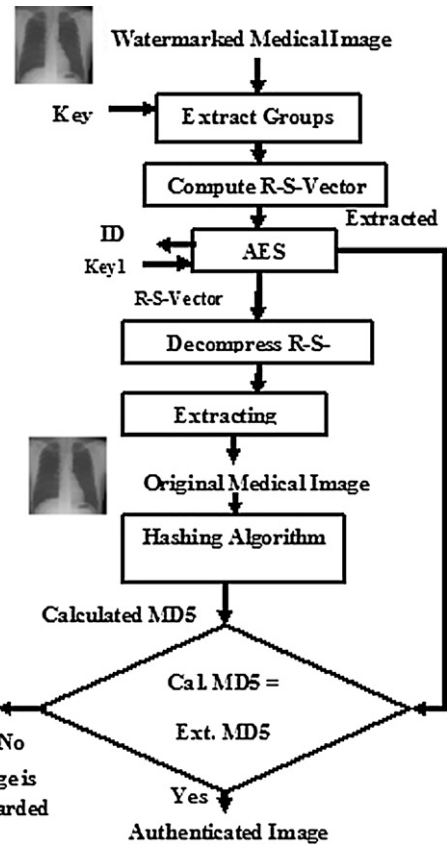 Watermarked Medical Image
Key
Extract Groups
Compute R-S-Vector
Extracted
ID
AES
Key1
R-S-Vector
Decompress R-S-
Extracting
Original Medical Image
Hashing Algorithm
Calculated MD5
Cal. MD5 =
Ext. MD5
No
is
Yes
Authenticated Image